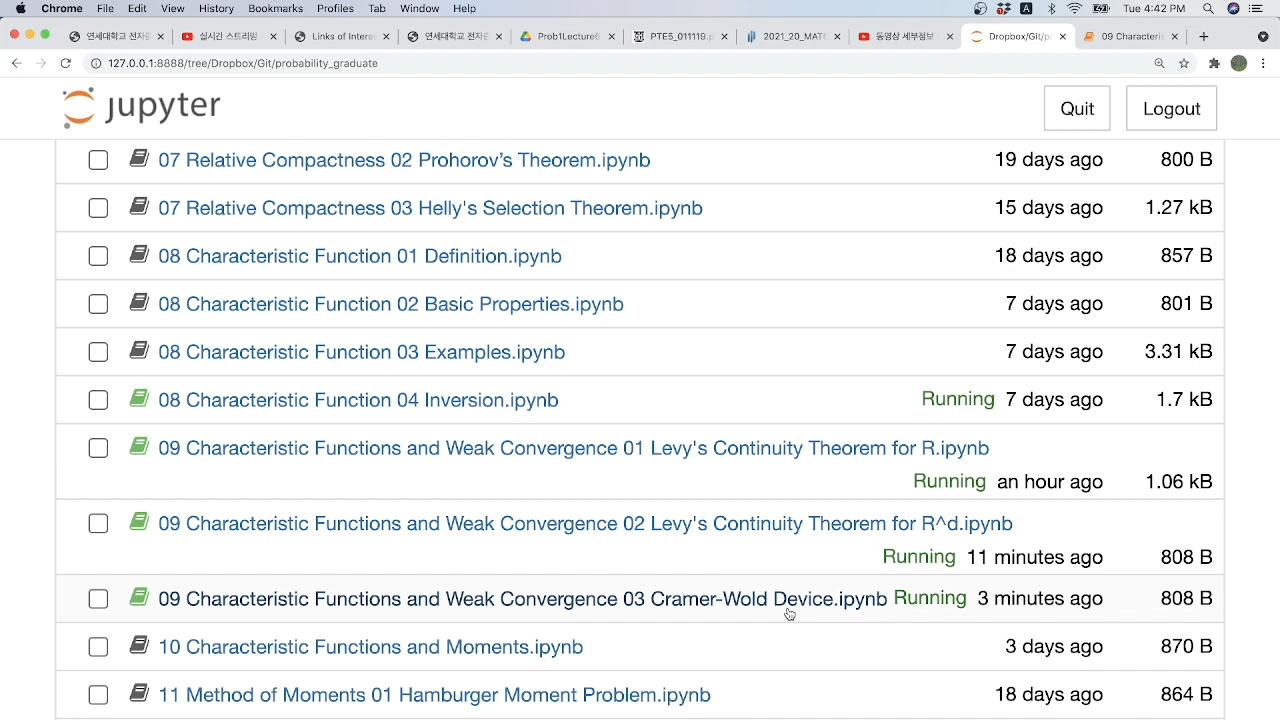 Chrome File Edit View History Bookmarks Profiles Tab Window Help Tue 4:42 PM
연세대학교 전자 실시간 스트리밍 Links of Intere 연세대학교 전자 Prob1Lecture PTE5_011119.p 2021_20_MAT 동영상 세부정보 - Dropbox/Git/pr 09 Characteris
127.0.0.1:8888/tree/Dropbox/Git/probability_graduate
jupyter Quit Logout
07 Relative Compactness 02 Prohorov’s Theorem.ipynb 19 days ago 800 B
07 Relative Compactness 03 Helly's Selection Theorem.ipynb 15 days ago 1.27 kB
08 Characteristic Function 01 Definition.ipynb 18 days ago 857 B
08 Characteristic Function 02 Basic Properties.ipynb 7 days ago 801 B
08 Characteristic Function 03 Examples.ipynb 7 days ago 3.31 kB
08 Characteristic Function 04 Inversion.ipynb Running 7 days ago 1.7 kB
09 Characteristic Functions and Weak Convergence 01 Levy's Continuity Theorem for R.ipynb
Running an hour ago 1.06 kB
09 Characteristic Functions and Weak Convergence 02 Levy's Continuity Theorem for R^d.ipynb
Running 11 minutes ago 808 B
09 Characteristic Functions and Weak Convergence 03 Cramer-Wold Device.ipynb Running 3 minutes ago 808 B
10 Characteristic Functions and Moments.ipynb 3 days ago 870 B
11 Method of Moments 01 Hamburger Moment Problem.ipynb 18 days ago 864 B